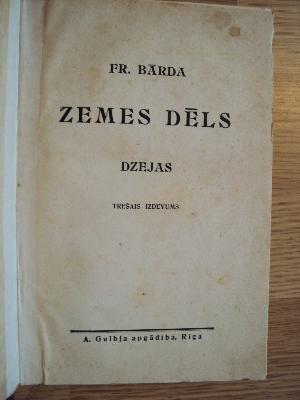 FR. BĀRDA
ZEMES DĒLS
DZEJAS
TREŠAIS IZDEVUMS
A. Gulbja apgādība, Rīgā